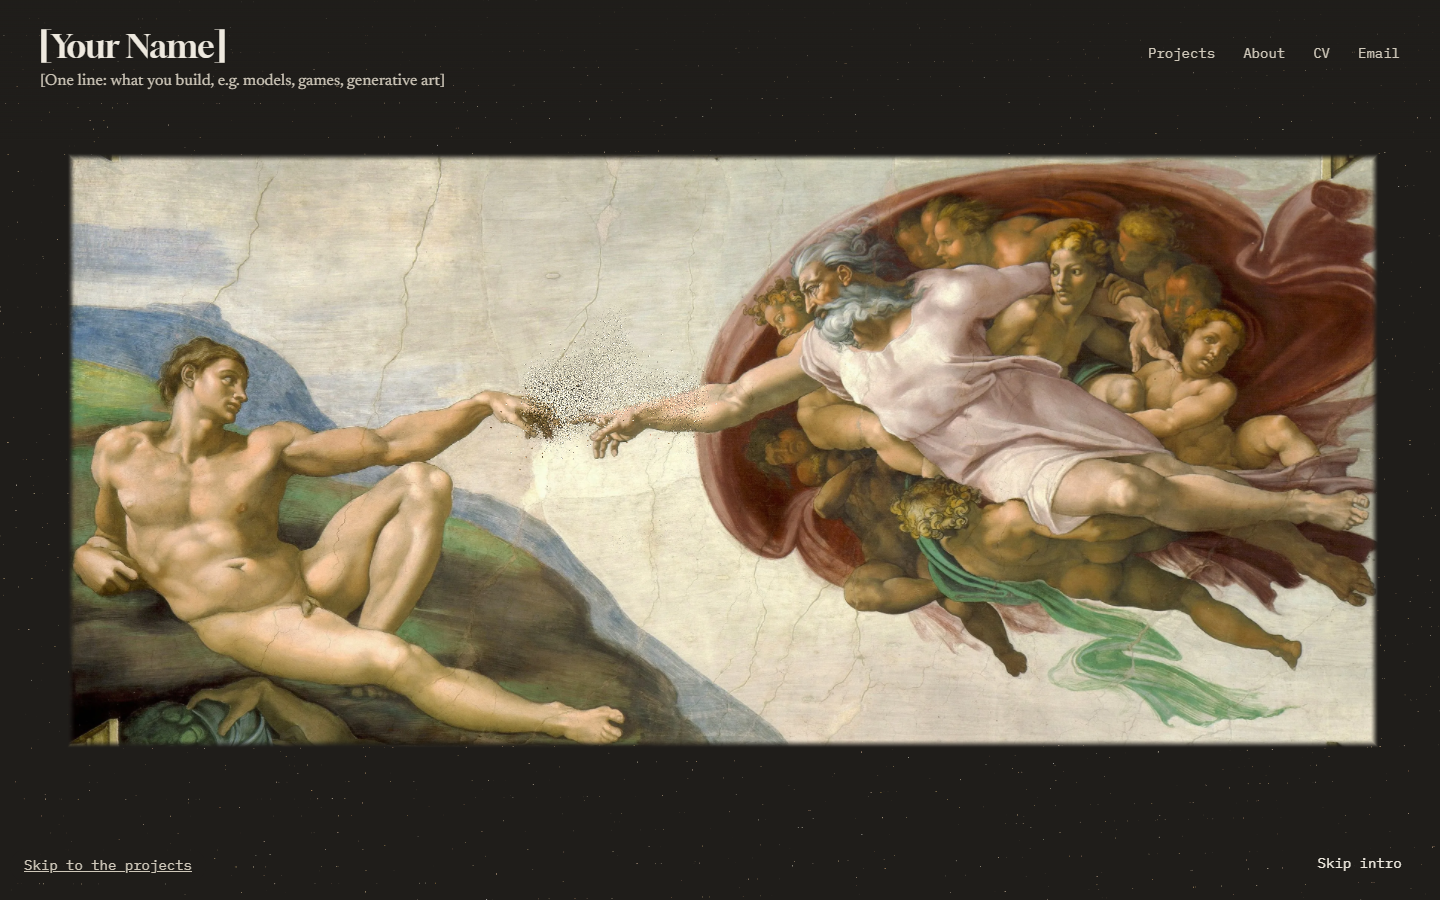 [Your Name]
[One line: what you build, e.g. models, games, generative art]
Projects About CV Email
Skip to the projects
Skip intro